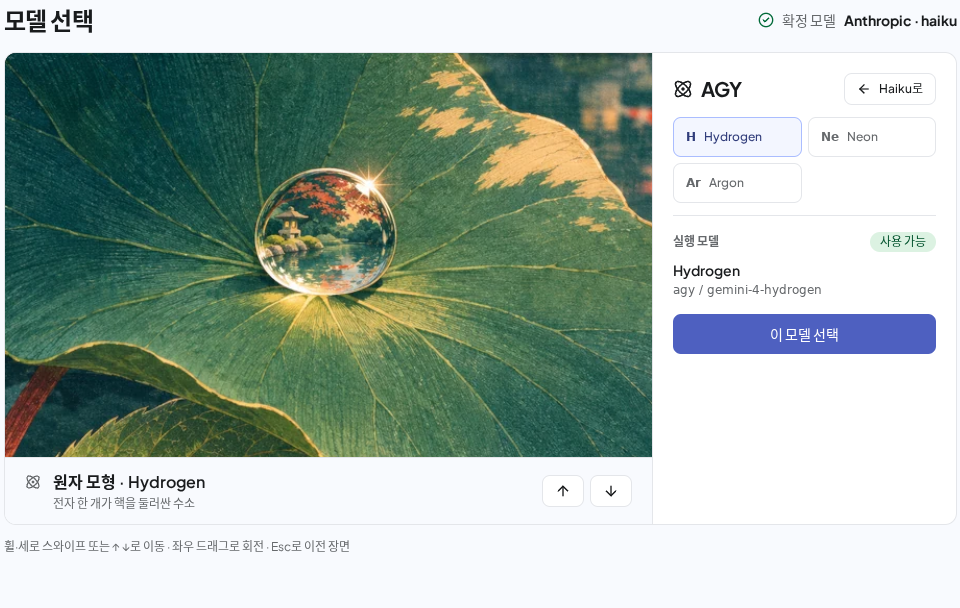 모델 선택
확정 모델 Anthropic · haiku
AGY
← Haiku로
H Hydrogen
Ne Neon
Ar Argon
실행 모델
사용 가능
Hydrogen
agy / gemini-4-hydrogen
이 모델 선택
원자 모형 · Hydrogen
전자 한 개가 핵을 둘러싼 수소
↑ ↓
휠·세로 스와이프 또는 ↑ ↓로 이동 · 좌우 드래그로 회전 · Esc로 이전 장면